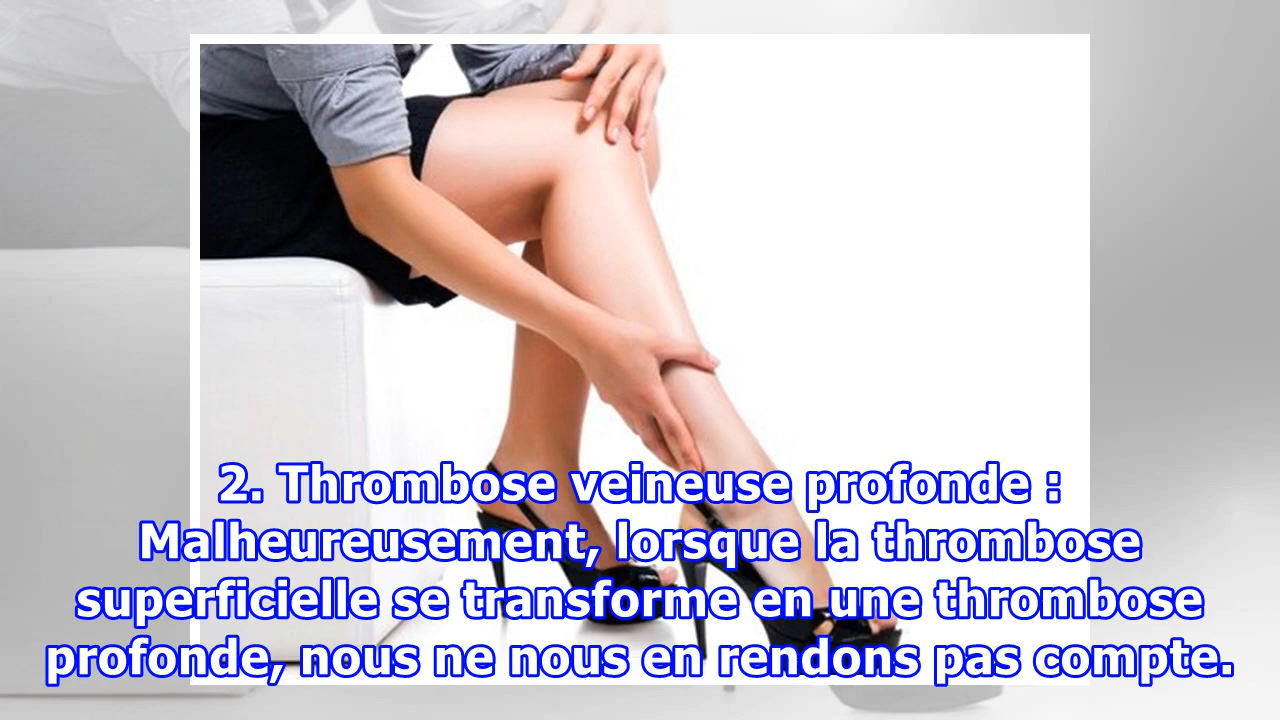 2. Thrombose veineuse profonde :
Malheureusement, lorsque la thrombose
superficielle se transforme en une thrombose
profonde, nous ne nous en rendons pas compte.